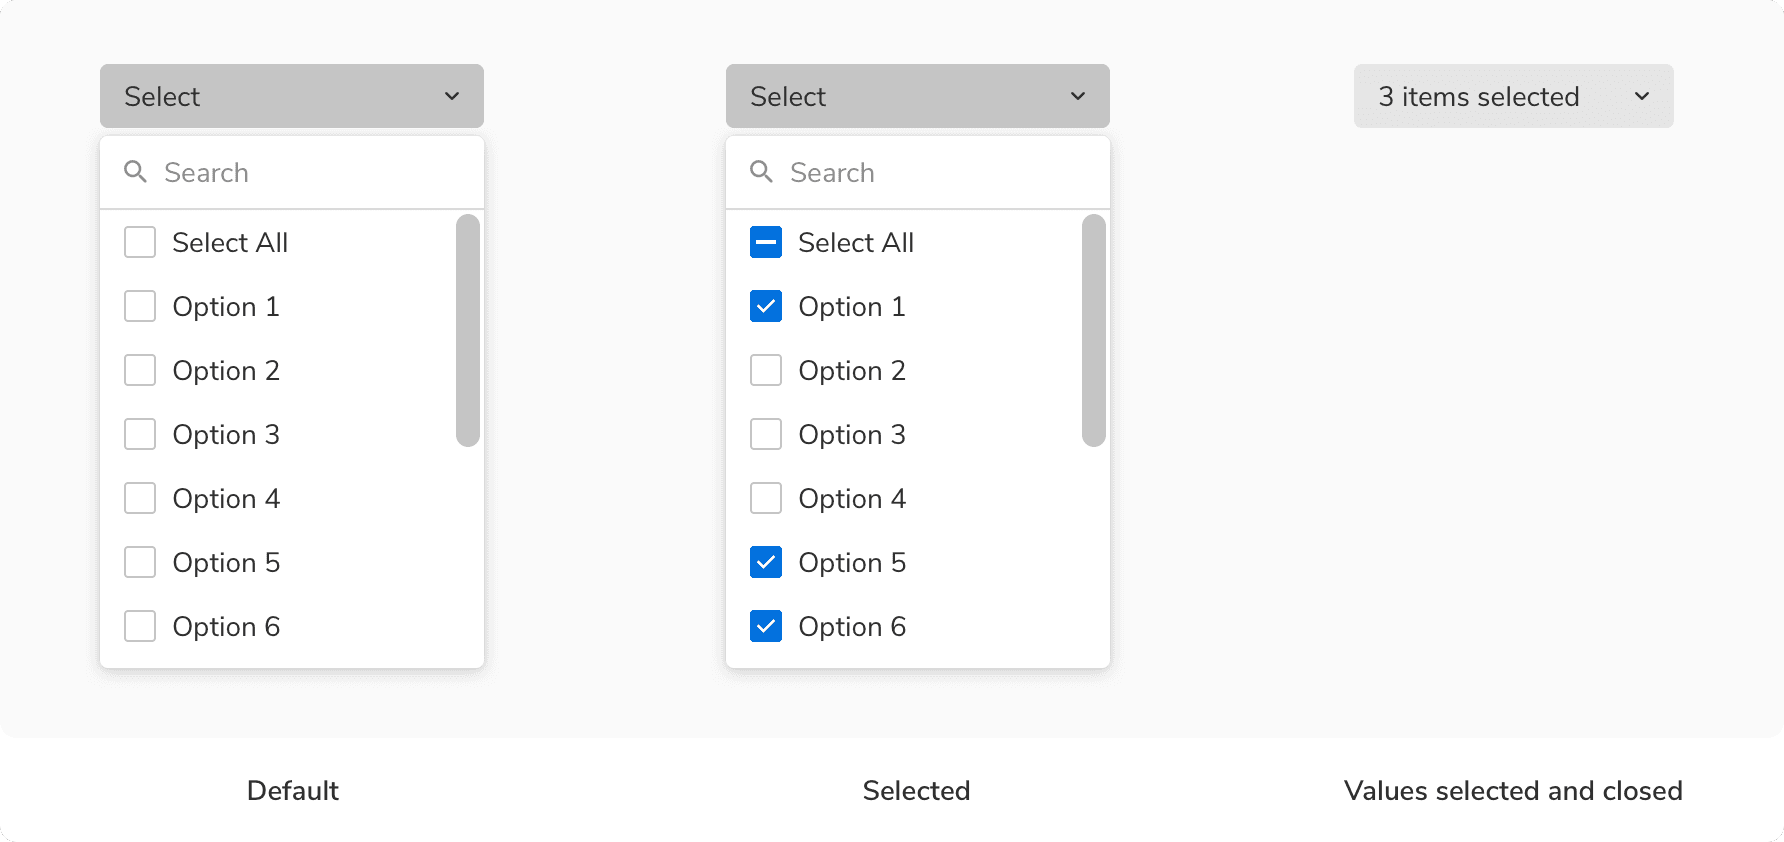 Select
Search
Select All
Option 1
Option 2
Option 3
Option 4
Option 5
Option 6
Default
Select
Search
Select All
Option 1
Option 2
Option 3
Option 4
Option 5
Option 6
Selected
3 items selected
Values selected and closed